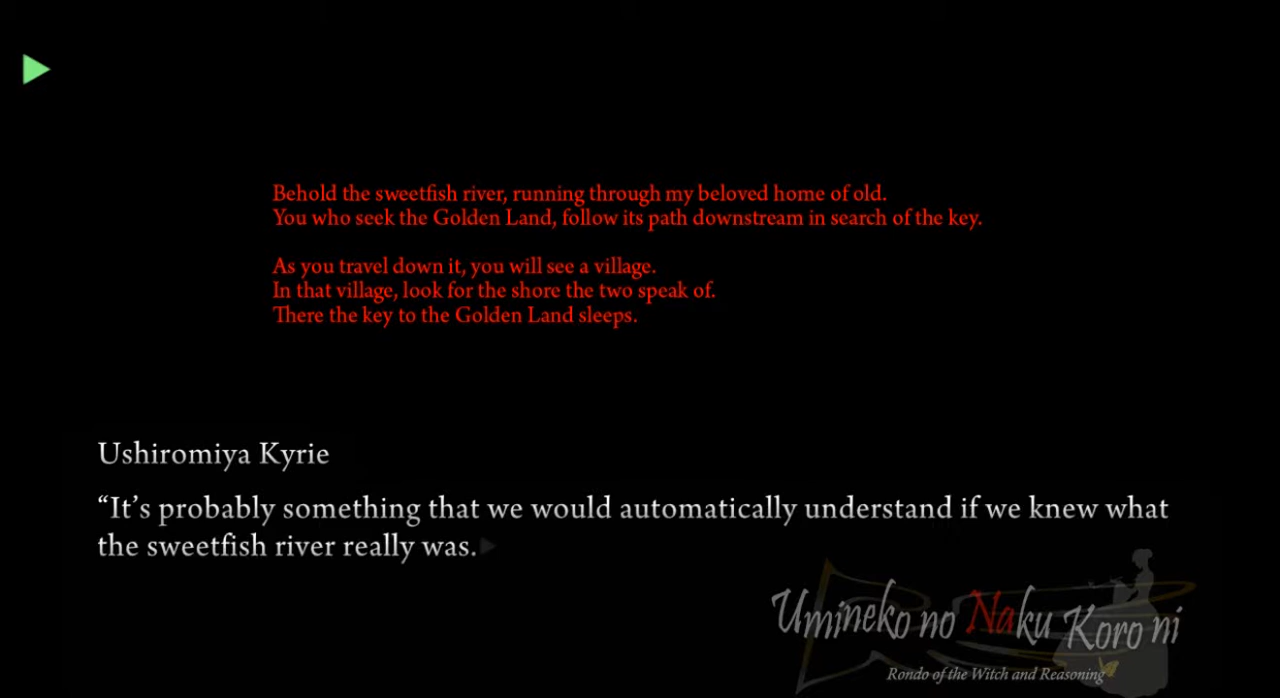 Behold the sweetfish river, running through my beloved home of old.
You who seek the Golden Land, follow its path downstream in search of the key.
As you travel down it, you will see a village.
In that village, look for the shore the two speak of.
There the key to the Golden Land sleeps.
Ushiromiya Kyrie
“It’s probably something that we would automatically understand if we knew what
the sweetfish river really was.
Umineko no Naku Koro ni
Rondo of the Witch and Reasoning